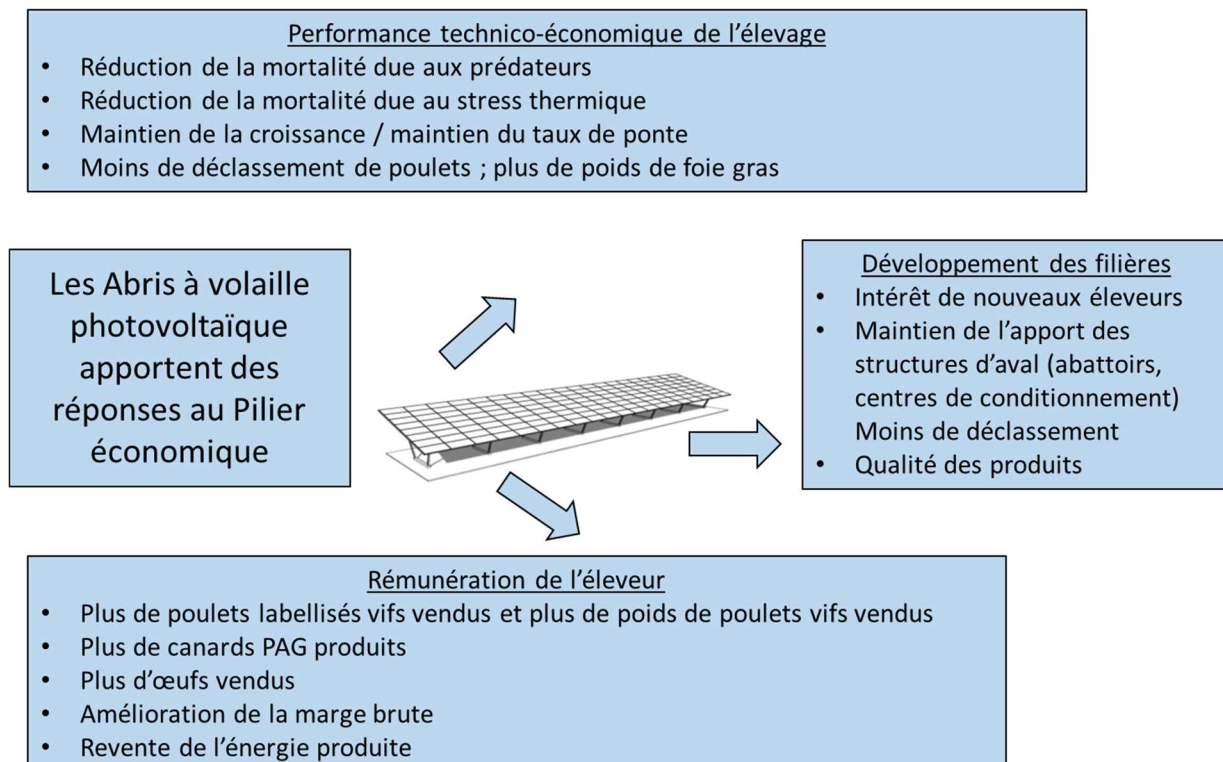 Performance technico-économique de l'élevage
• Réduction de la mortalité due aux prédateurs
• Réduction de la mortalité due au stress thermique
• Maintien de la croissance / maintien du taux de ponte
• Moins de déclassement de poulets ; plus de poids de foie gras
Les Abris à volaille
photovoltaïque
apportent des
réponses au Pilier
économique
Développement des filières
• Intérêt de nouveaux éleveurs
• Maintien de l'apport des
structures d'aval (abattoirs,
centres de conditionnement)
Moins de déclassement
• Qualité des produits
Rémunération de l'éleveur
• Plus de poulets labellisés vifs vendus et plus de poids de poulets vifs vendus
• Plus de canards PAG produits
• Plus d'œufs vendus
• Amélioration de la marge brute
• Revente de l'énergie produite